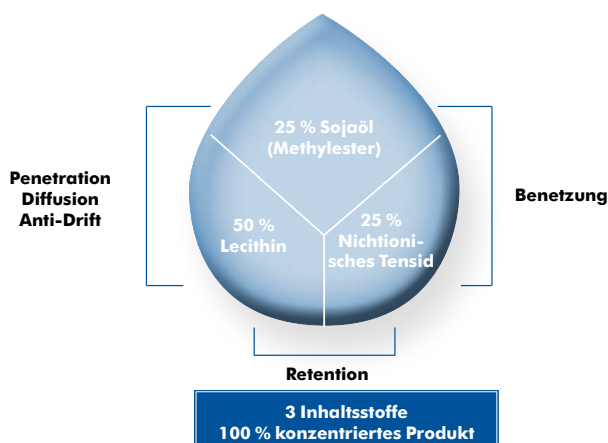 25 % Sojaöl
(Methylester)
Penetration
Diffusion
Anti-Drift
50 %
Lecithin
25 %
Nichtioni-
sches Tensid
Benetzung
Retention
3 Inhaltsstoffe
100 % konzentriertes Produkt